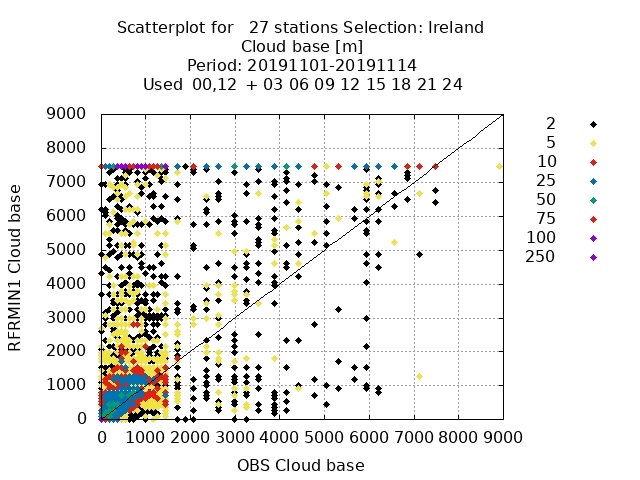 Scatterplot for   27 stations Selection: Ireland
Cloud base [m]
Period: 20191101-20191114
Used  00,12  + 03 06 09 12 15 18 21 24
9000
8000
7000
6000
5000
4000
3000
2000
1000
0
RFRMIN1 Cloud base
0 1000 2000 3000 4000 5000 6000 7000 8000 9000
OBS Cloud base
2
5
10
25
50
75
100
250